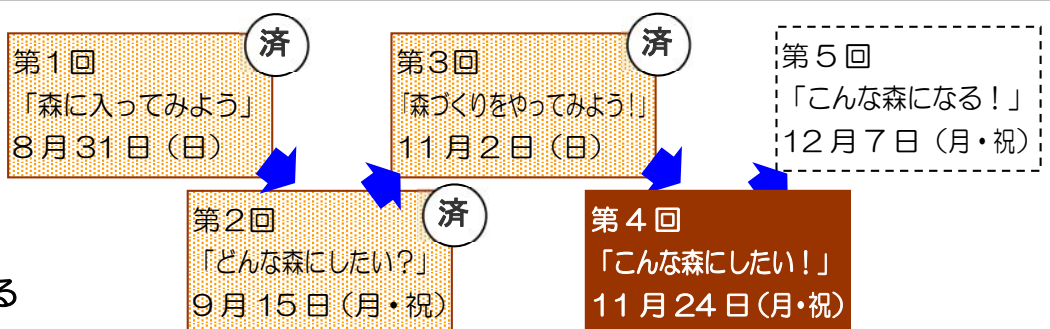 第1回
「森に入ってみよう」
8月31日（日）
済
第2回
「どんな森にしたい？」
9月15日（月・祝）
済
第3回
「森づくりをやってみよう！」
11月2日（日）
済
第4回
「こんな森にしたい！」
11月24日（月・祝）
第5回
「こんな森になる！」
12月7日（月・祝）
る